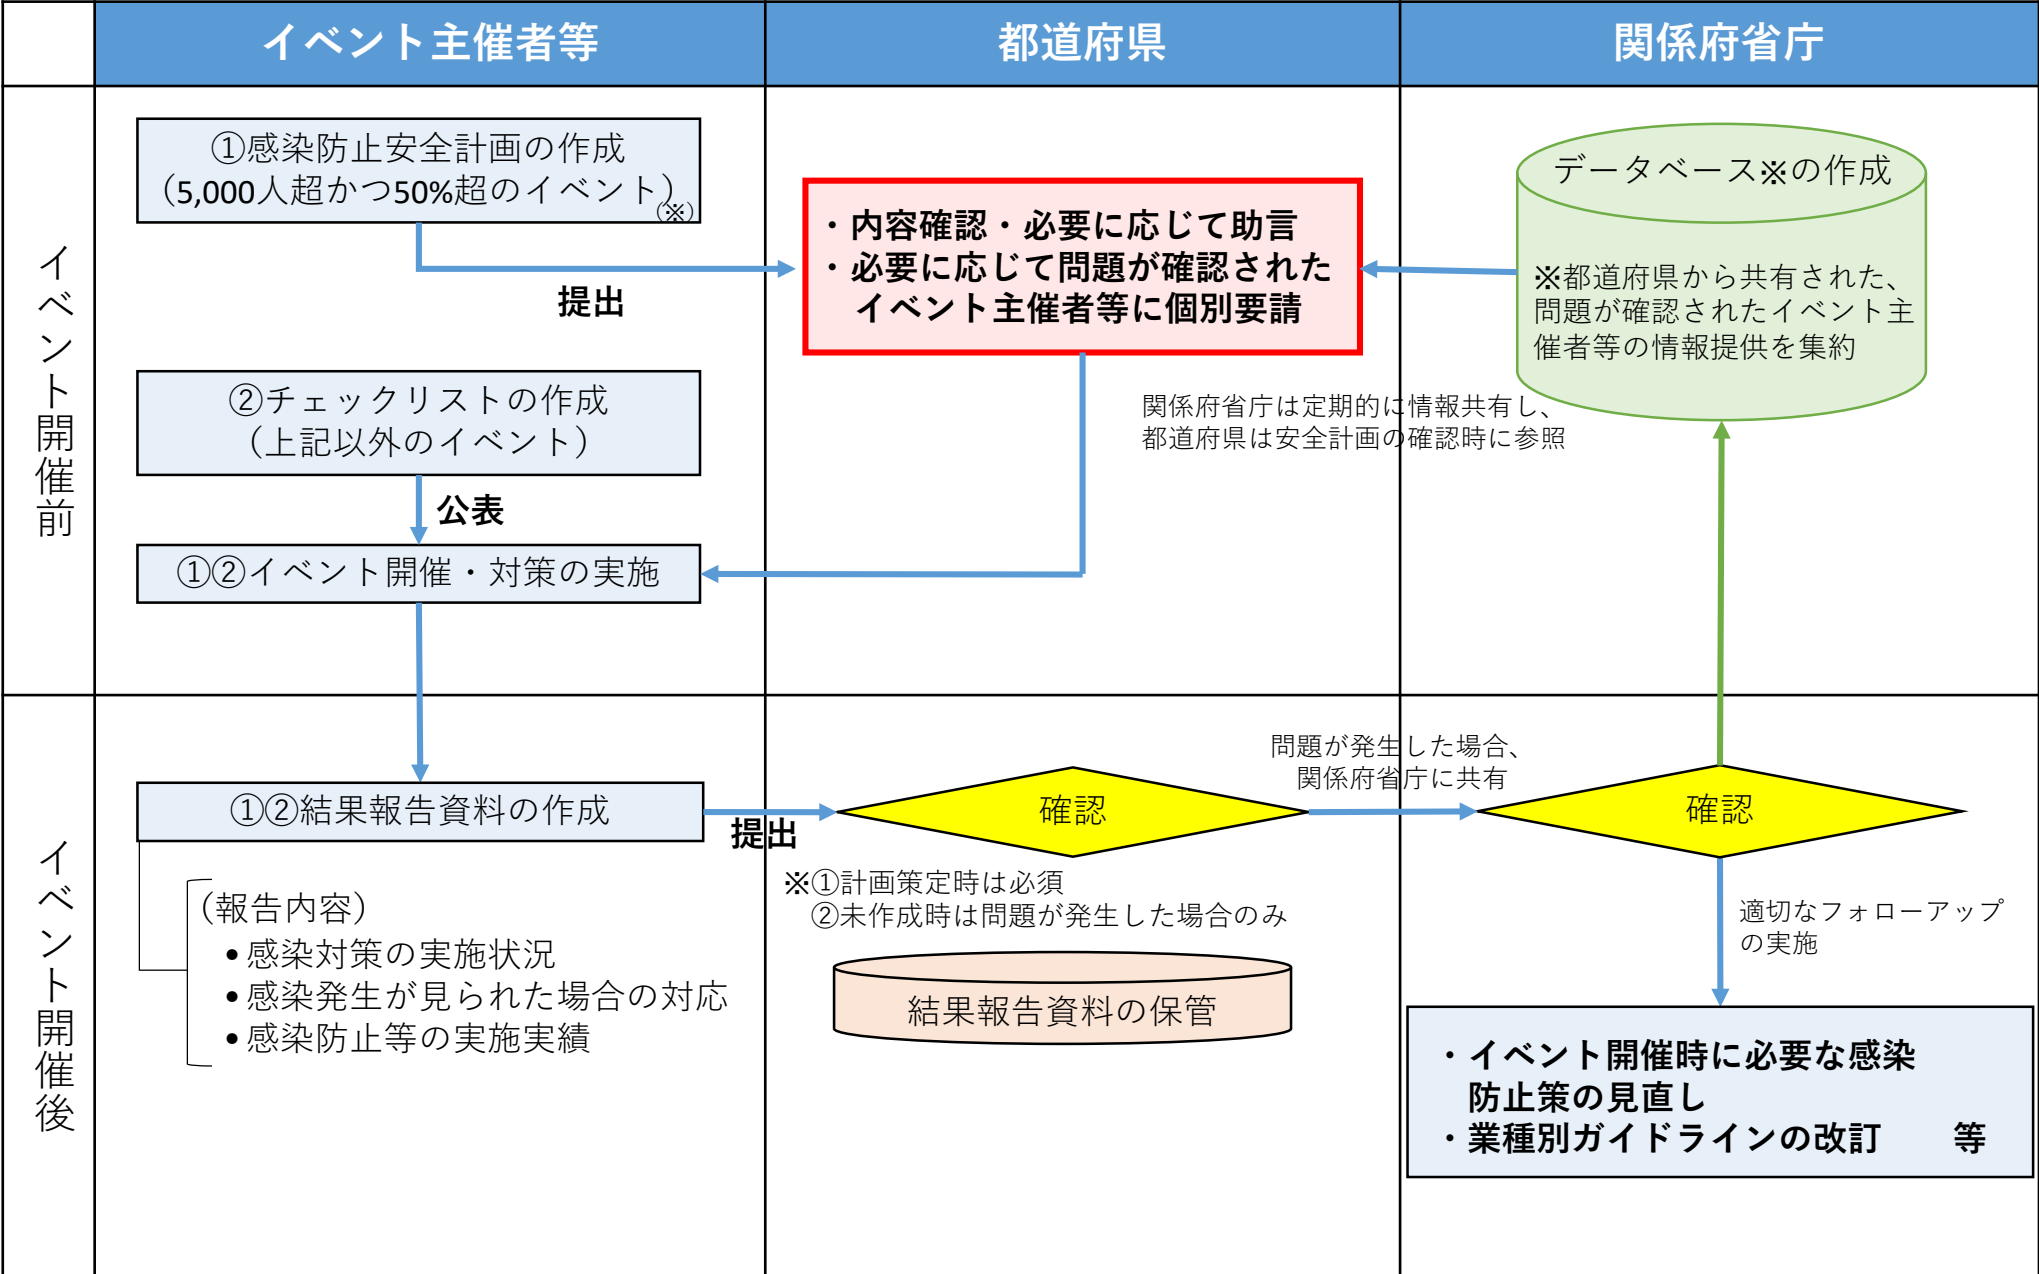 イベント主催者等
都道府県
関係府省庁
イベント開催前
①感染防止安全計画の作成
（5,000人超かつ50%超のイベント）
（※）
提出
②チェックリストの作成
（上記以外のイベント）
公表
①②イベント開催・対策の実施
・内容確認・必要に応じて助言
・必要に応じて問題が確認された
イベント主催者等に個別要請
関係府省庁は定期的に情報共有し、
都道府県は安全計画の確認時に参照
データベース※の作成
※都道府県から共有された、
問題が確認されたイベント主
催者等の情報提供を集約
イベント開催後
①②結果報告資料の作成
提出
（報告内容）
•感染対策の実施状況
•感染発生が見られた場合の対応
•感染防止等の実施実績
確認
※①計画策定時は必須
②未作成時は問題が発生した場合のみ
結果報告資料の保管
問題が発生した場合、
関係府省庁に共有
確認
適切なフォローアップ
の実施
・イベント開催時に必要な感染
防止策の見直し
・業種別ガイドラインの改訂　　等